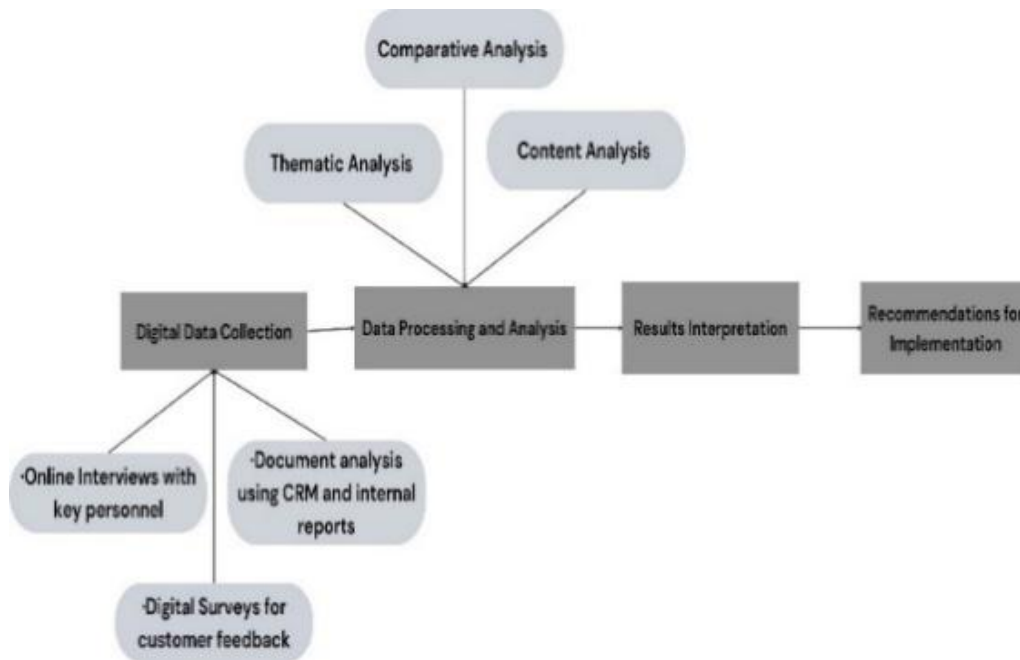 Comparative Analysis
Thematic Analysis
Content Analysis
Digital Data Collection
Data Processing and Analysis
Results Interpretation
Recommendations for
Implementation
·Online Interviews with
key personnel
·Document analysis
using CRM and internal
reports
·Digital Surveys for
customer feedback